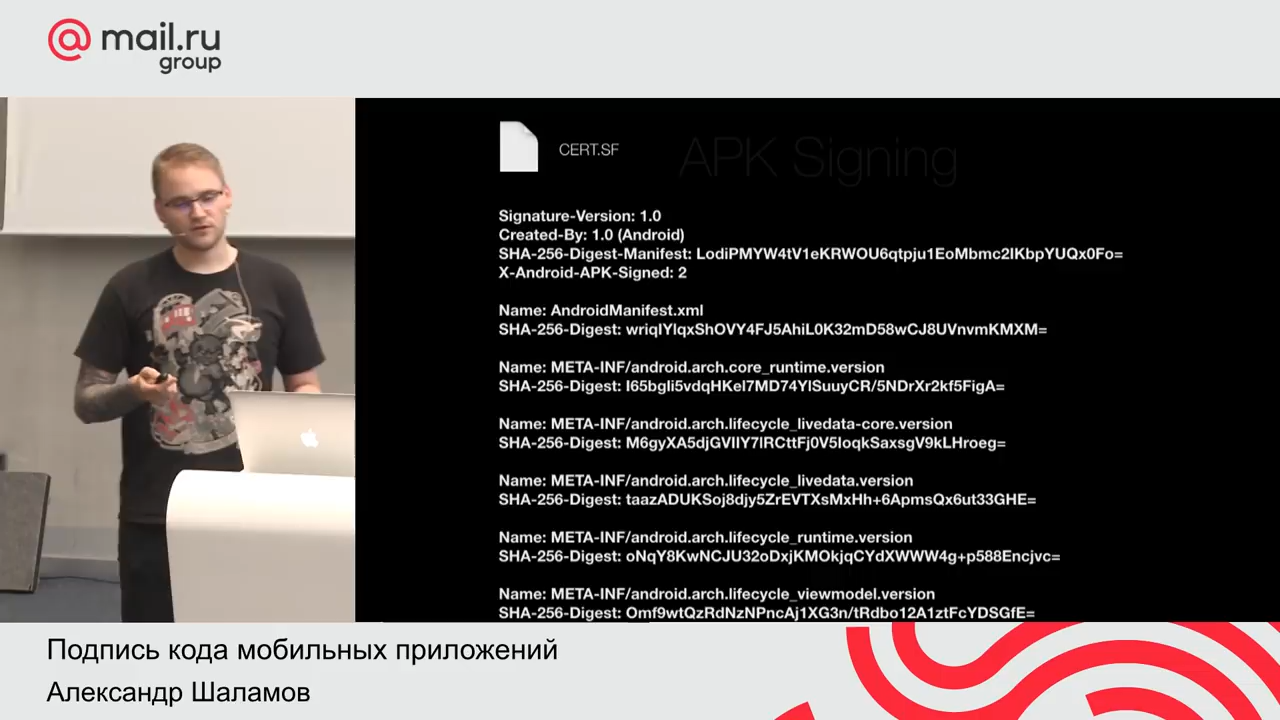 @mail.ru
group
CERT.SF
APK Signing
Signature-Version: 1.0
Created-By: 1.0 (Android)
SHA-256-Digest-Manifest: LodiPMYW4tV1eKRWOU6qtpju1EoMbmc2IKbpYUQx0Fo=
X-Android-APK-Signed: 2
Name: AndroidManifest.xml
SHA-256-Digest: wriqIYIqxShOVY4FJ5AhiL0K32mD58wCJ8UVnvmKMXM=
Name: META-INF/android.arch.core_runtime.version
SHA-256-Digest: I65bgli5vdqHKel7MD74YlSuuyCR/5NDrXr2kf5FigA=
Name: META-INF/android.arch.lifecycle_livedata-core.version
SHA-256-Digest: M6gyXA5djGVIIY7lRCttFj0V5IoqkSaxsgV9kLHroeg=
Name: META-INF/android.arch.lifecycle_livedata.version
SHA-256-Digest: taazADUKSoj8djy5ZrEVTXsMxHh+6ApmsQx6ut33GHE=
Name: META-INF/android.arch.lifecycle_runtime.version
SHA-256-Digest: oNqY8KwNCJU32oDxjKMOkjqCYdXWWW4g+p588Encjvc=
Name: META-INF/android.arch.lifecycle_viewmodel.version
SHA-256-Digest: Omf9wtQzRdNzNPncAj1XG3n/tRdbo12A1ztFcYDSGfE=
Подпись кода мобильных приложений
Александр Шаламов